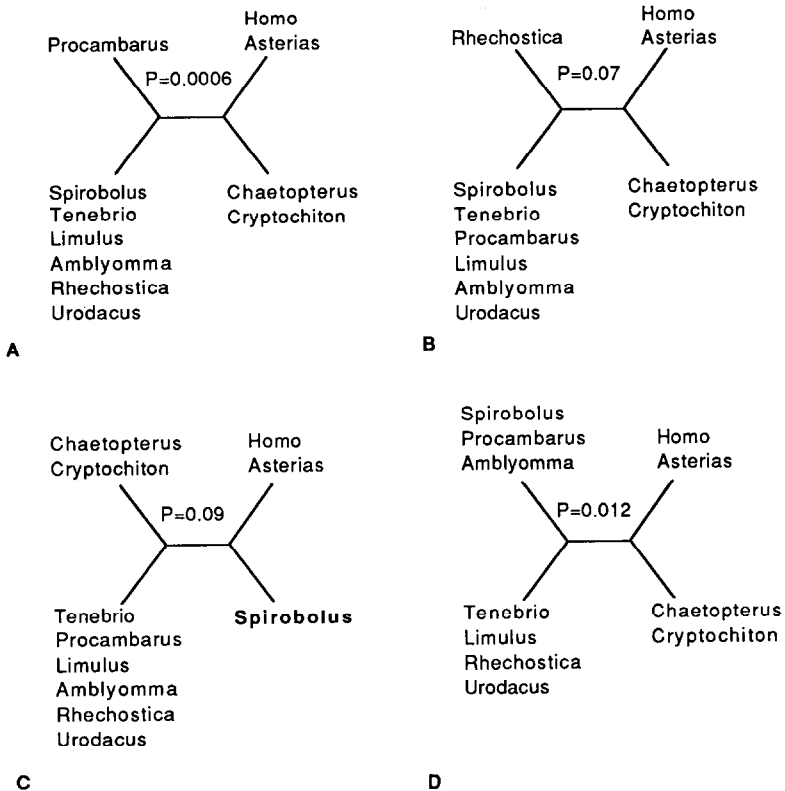 Procambarus
Homo
Asterias
P=0.0006
Spirobolus
Tenebrio
Limulus
Amblyomma
Rhechostica
Urodacus
Chaetopterus
Cryptochiton
A
Rhechostica
Homo
Asterias
P=0.07
Spirobolus
Tenebrio
Procambarus
Limulus
Amblyomma
Urodacus
Chaetopterus
Cryptochiton
B
Chaetopterus
Cryptochiton
Homo
Asterias
P=0.09
Tenebrio
Procambarus
Limulus
Amblyomma
Rhechostica
Urodacus
Spirobolus
C
Spirobolus
Procambarus
Amblyomma
Homo
Asterias
P=0.012
Tenebrio
Limulus
Rhechostica
Urodacus
Chaetopterus
Cryptochiton
D